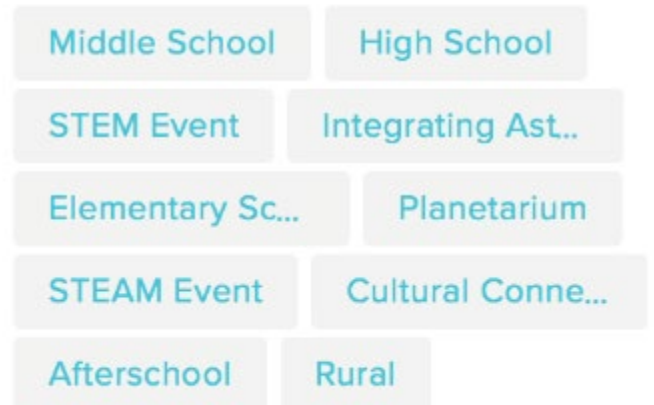 Middle School High School
STEM Event Integrating Ast...
Elementary Sc... Planetarium
STEAM Event Cultural Conne...
Afterschool Rural